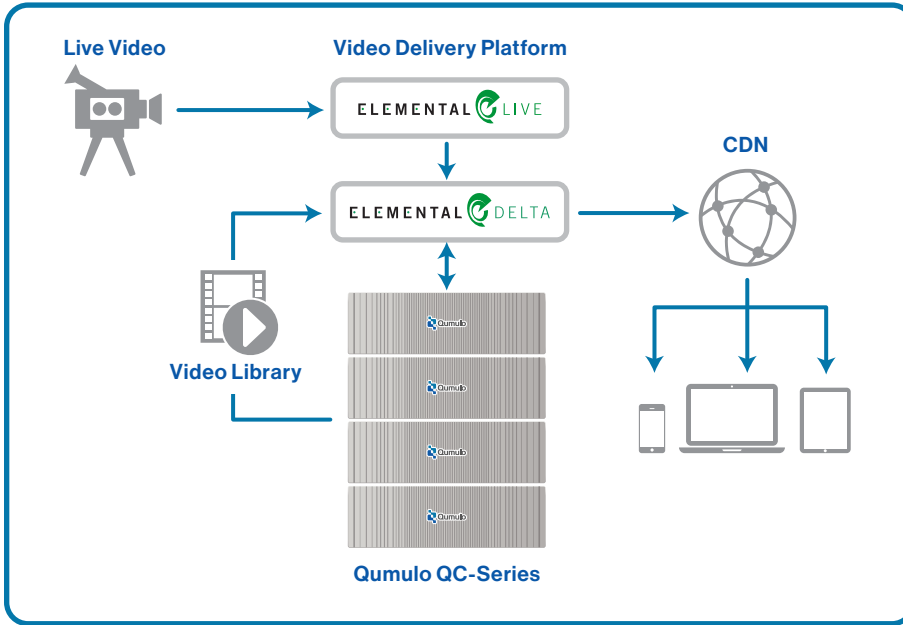 Live Video
Video Delivery Platform
ELEMENTAL LIVE
CDN
ELEMENTAL DELTA
Qumulo
Video Library
Qumulo
Qumulo
Qumulo
Qumulo QC-Series